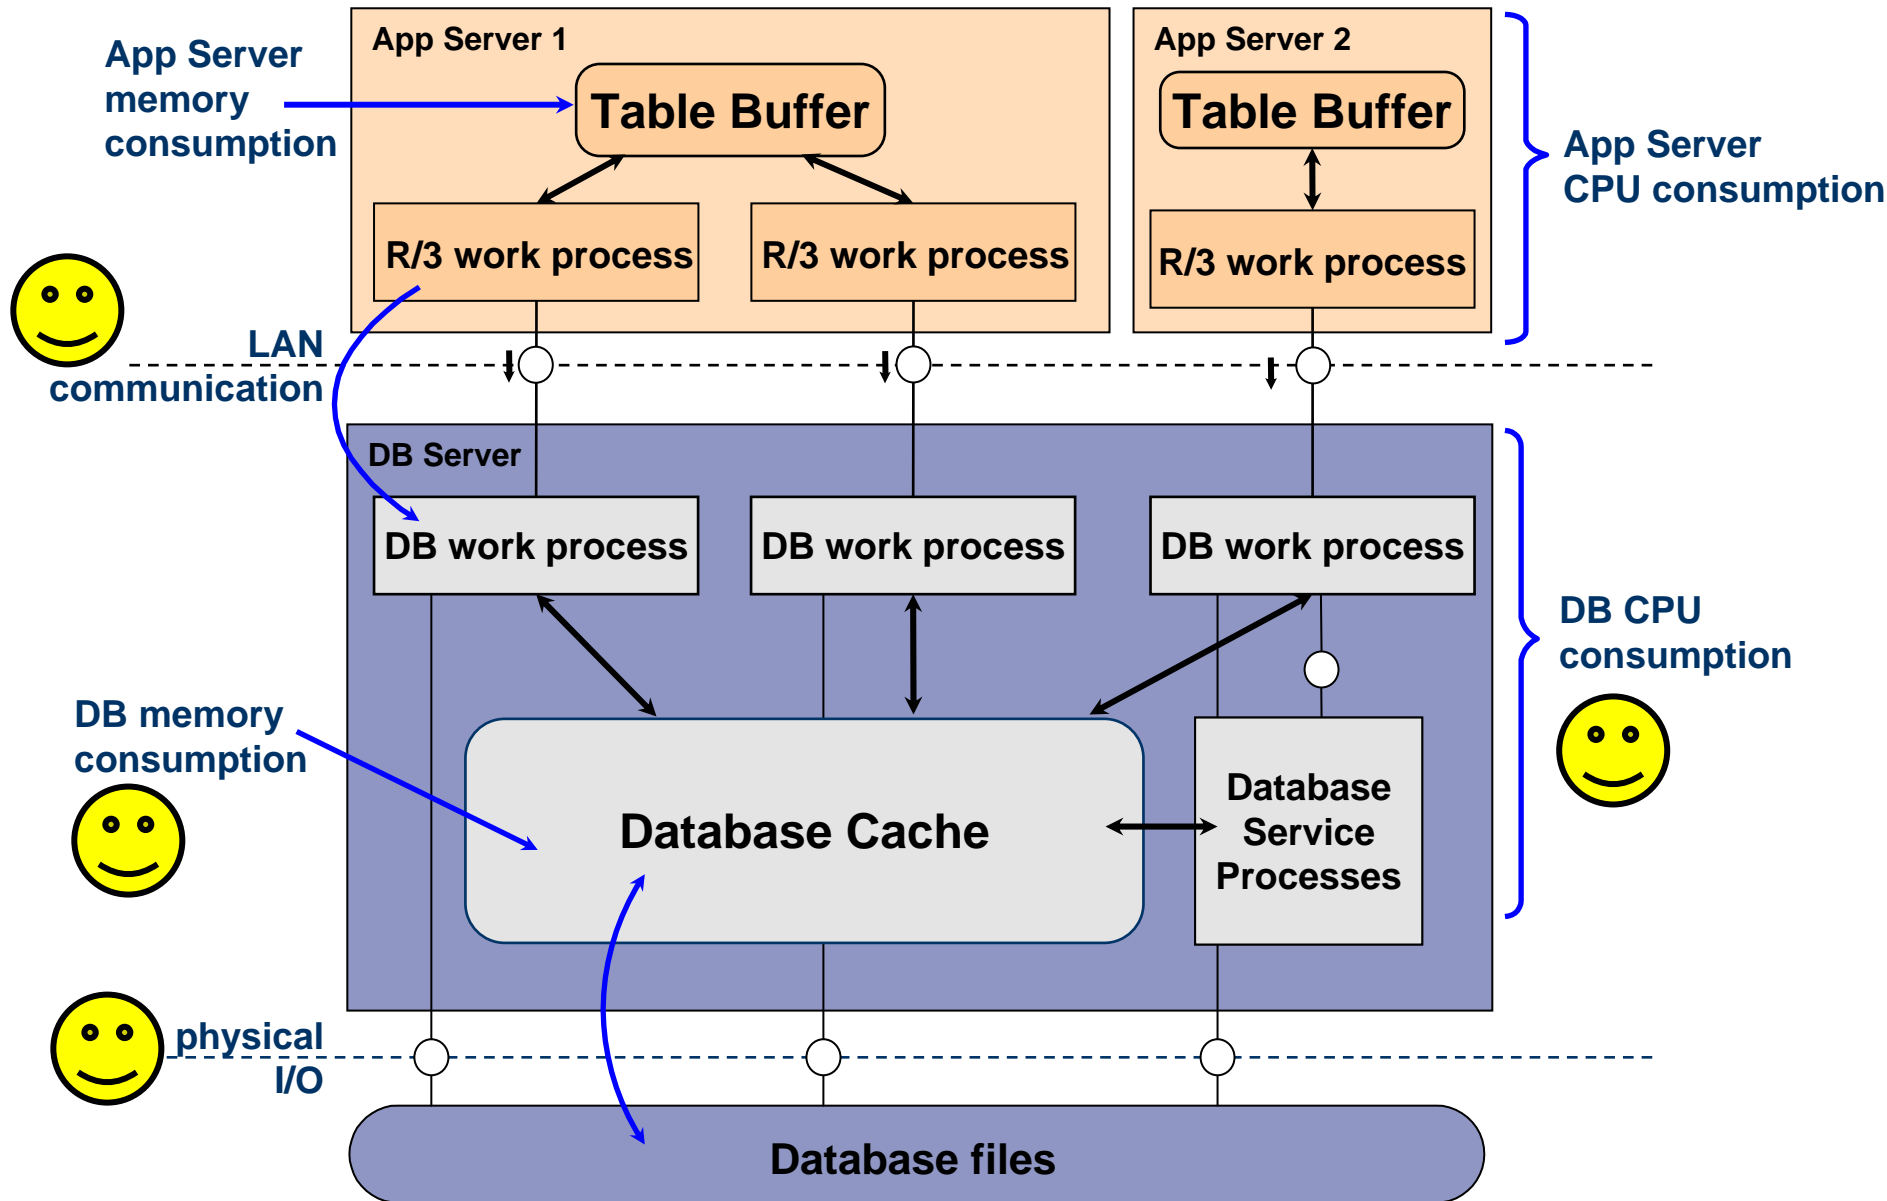 App Server 1
App Server 2
App Server
memory
consumption
Table Buffer
Table Buffer
App Server
CPU consumption
R/3 work process
R/3 work process
R/3 work process
LAN
communication
DB Server
DB work process
DB work process
DB work process
DB CPU
consumption
DB memory
consumption
Database Cache
Database
Service
Processes
physical
I/O
Database files